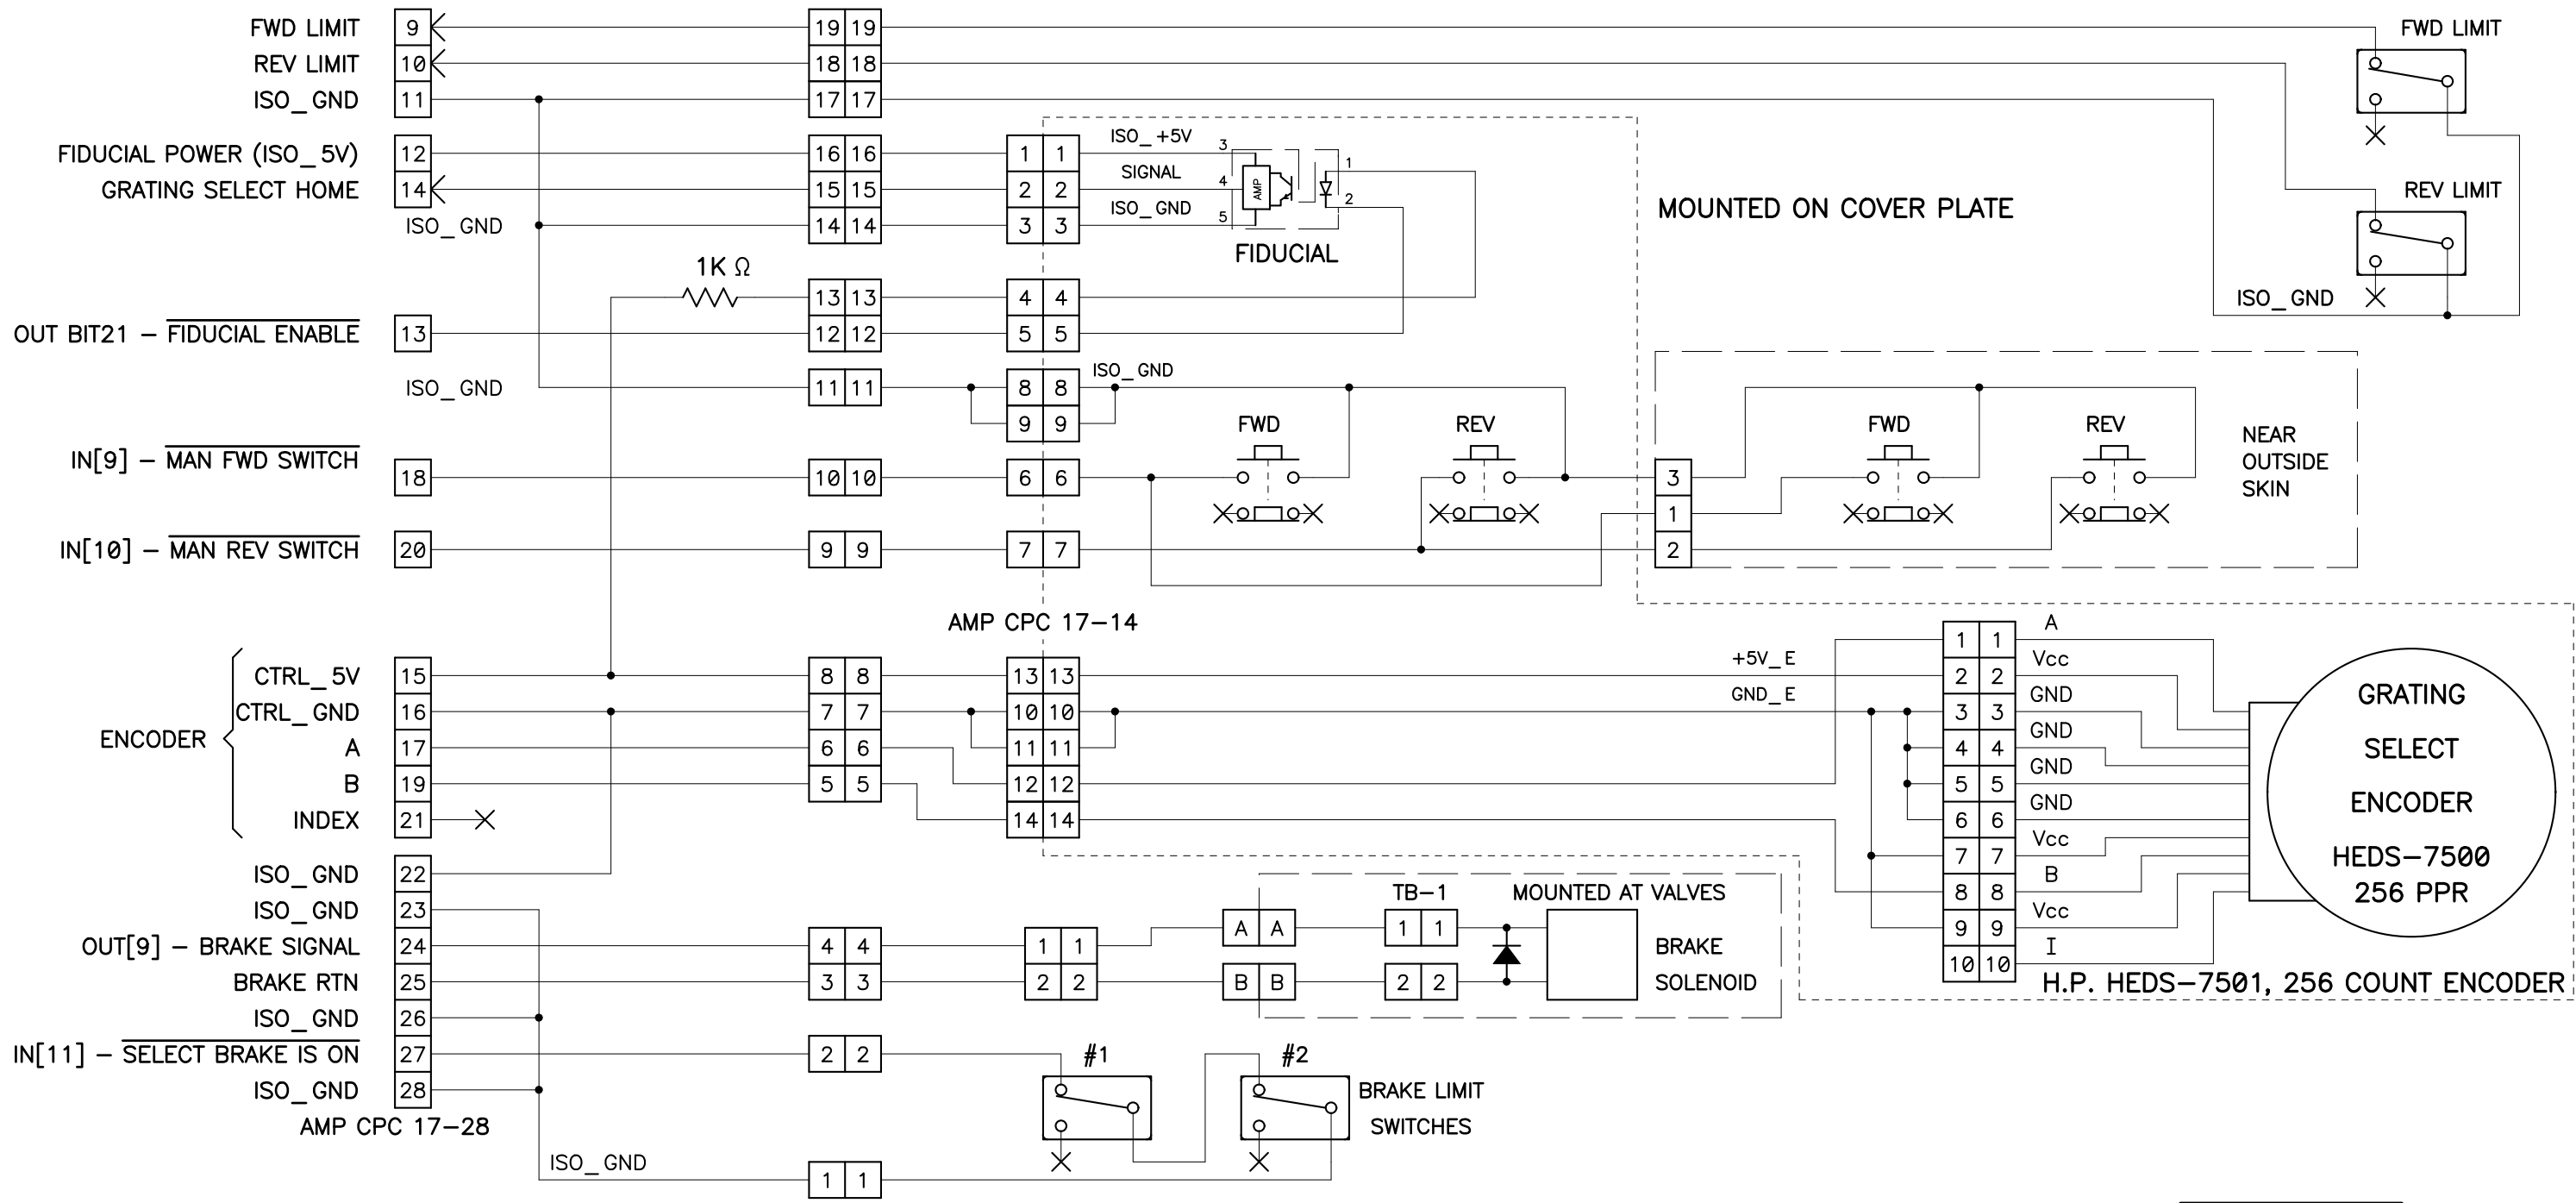 FWD LIMIT 9 19 19 FWD LIMIT
REV LIMIT 10 18 18
ISO_GND 11 17 17
FIDUCIAL POWER (ISO_5V) 12 16 16 1 1 ISO_+5V 3
GRATING SELECT HOME 14 15 15 2 2 SIGNAL 4 AMP 1 REV LIMIT
ISO_GND 14 14 3 3 ISO_GND 5 2
MOUNTED ON COVER PLATE
FIDUCIAL
1K Ω 13 13 4 4 ISO_GND
OUT BIT21 – FIDUCIAL ENABLE 13 12 12 5 5
ISO_GND 11 11 8 8 ISO_GND
9 9 FWD REV FWD REV
NEAR
OUTSIDE
SKIN
IN[9] – MAN FWD SWITCH 18 10 10 6 6 3
1
IN[10] – MAN REV SWITCH 20 9 9 7 7 2
AMP CPC 17–14
ENCODER
CTRL_5V 15 8 8 13 13 +5V_E
CTRL_GND 16 7 7 10 10 GND_E
A 17 6 6 11 11
B 19 5 5 12 12
INDEX 21 14 14
1 1 A
2 2 Vcc
3 3 GND
4 4 GND
5 5 GND
6 6 GND
7 7 Vcc
8 8 B
9 9 Vcc
10 10 I
GRATING
SELECT
ENCODER
HEDS–7500
256 PPR
H.P. HEDS–7501, 256 COUNT ENCODER
ISO_GND 22
ISO_GND 23
TB–1 MOUNTED AT VALVES
OUT[9] – BRAKE SIGNAL 24 4 4 1 1 A A 1 1
BRAKE RTN 25 3 3 2 2 B B 2 2
BRAKE
SOLENOID
ISO_GND 26
IN[11] – SELECT BRAKE IS ON 27 2 2 #1 #2
ISO_GND 28
BRAKE LIMIT
SWITCHES
AMP CPC 17–28
ISO_GND 1 1